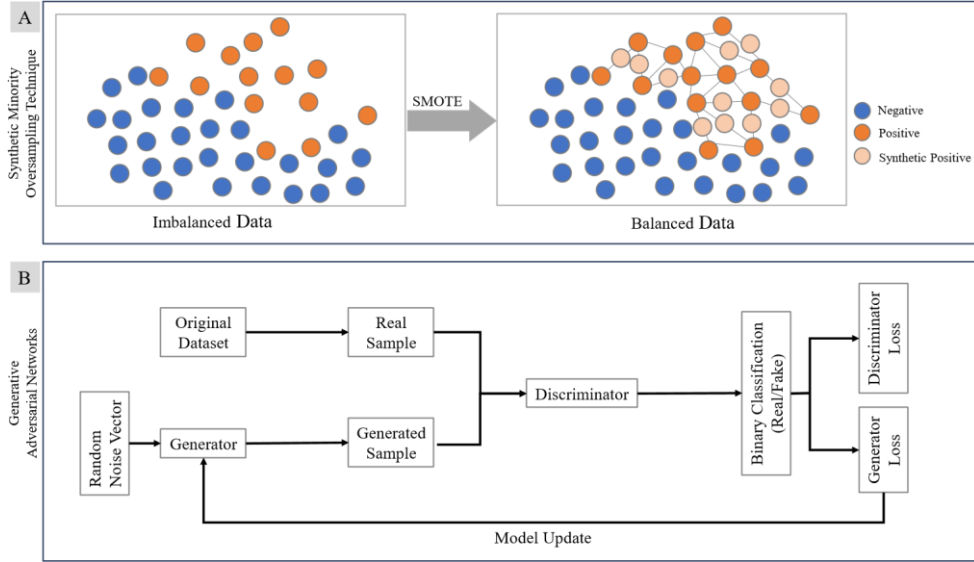 A
Synthetic Minority
Oversampling Technique
SMOTE
Negative
Positive
Synthetic Positive
Imbalanced Data
Balanced Data
B
Generative
Adversarial Networks
Original
Dataset
Real
Sample
Random
Noise Vector
Generator
Generated
Sample
Discriminator
Binary Classification
(Real/Fake)
Discriminator
Loss
Generator
Loss
Model Update